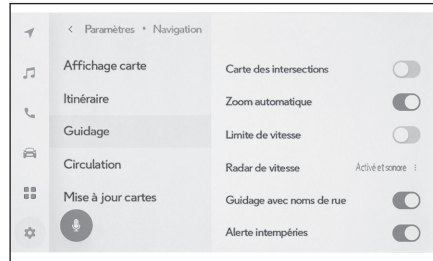 < Paramètres • Navigation
Affichage carte
Itinéraire
Guidage
Circulation
Mise à jour cartes
Carte des intersections
Zoom automatique
Limite de vitesse
Radar de vitesse Activé et sonore
Guidage avec noms de rue
Alerte intempéries